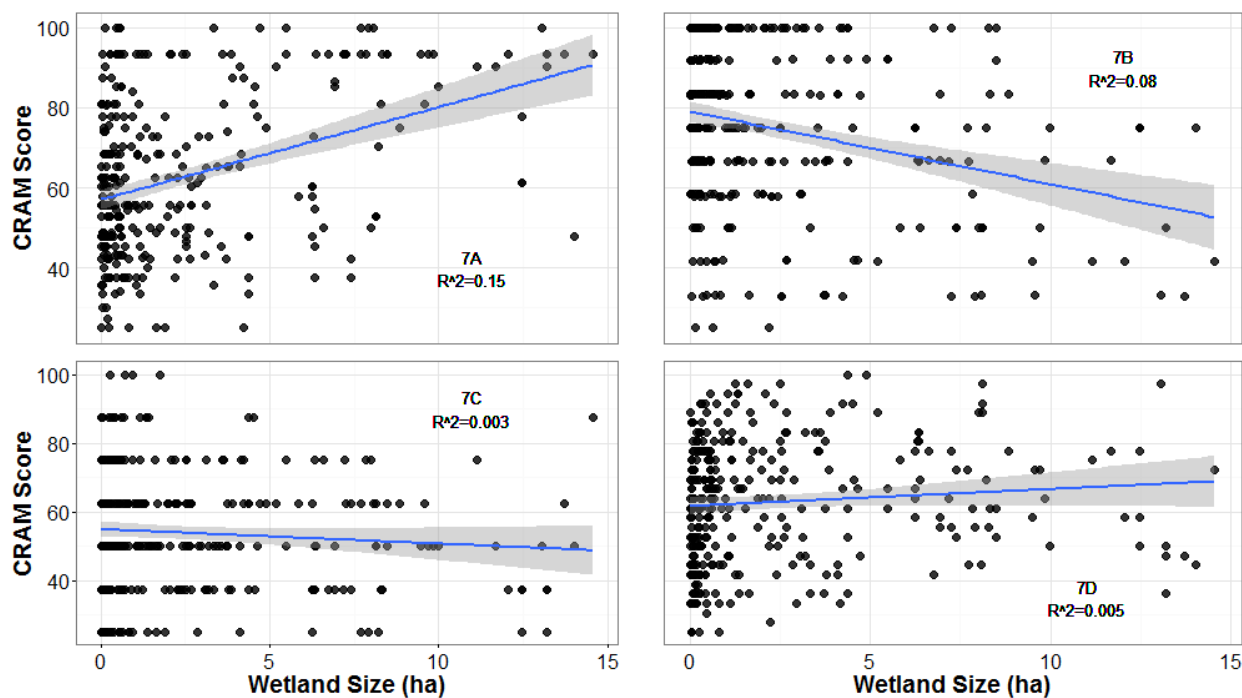 100
80
60
40
CRAM Score
7A
R^2=0.15
7B
R^2=0.08
100
80
60
40
CRAM Score
7C
R^2=0.003
7D
R^2=0.005
0 5 10 15
0 5 10 15
Wetland Size (ha)
Wetland Size (ha)